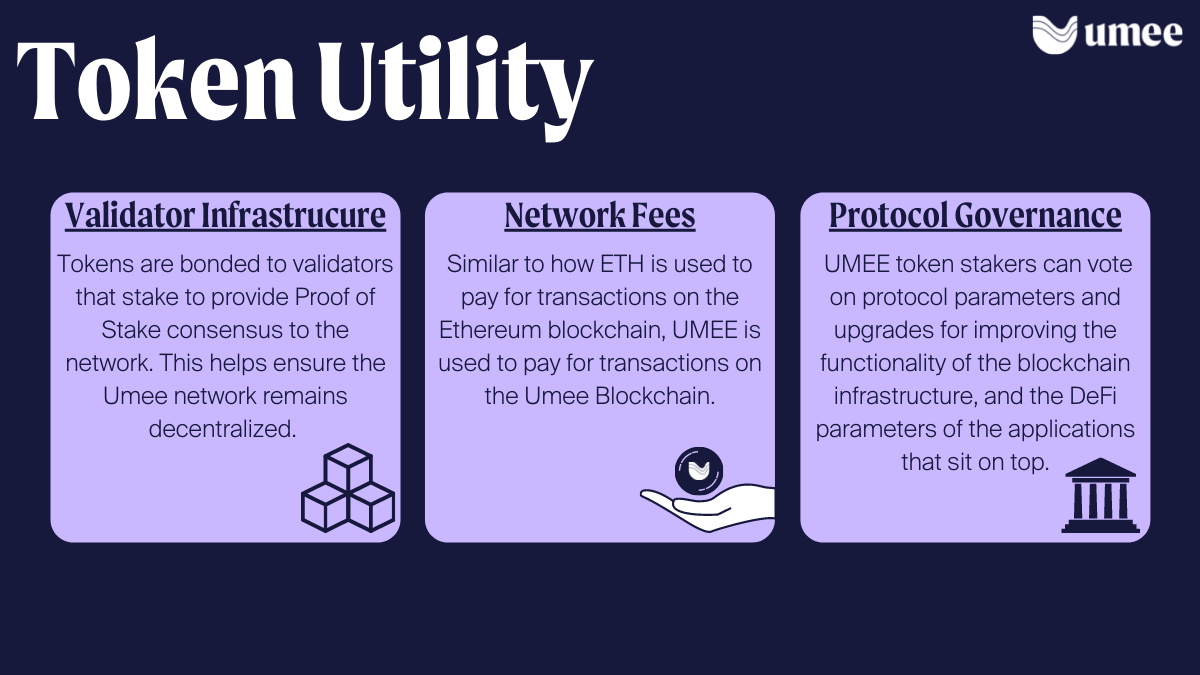 Token Utility
umee
Validator Infrastrucure
Tokens are bonded to validators
that stake to provide Proof of
Stake consensus to the
network. This helps ensure the
Umee network remains
decentralized.
Network Fees
Similar to how ETH is used to
pay for transactions on the
Ethereum blockchain, UMEE is
used to pay for transactions on
the Umee Blockchain.
Protocol Governance
UMEE token stakers can vote
on protocol parameters and
upgrades for improving the
functionality of the blockchain
infrastructure, and the DeFi
parameters of the applications
that sit on top.